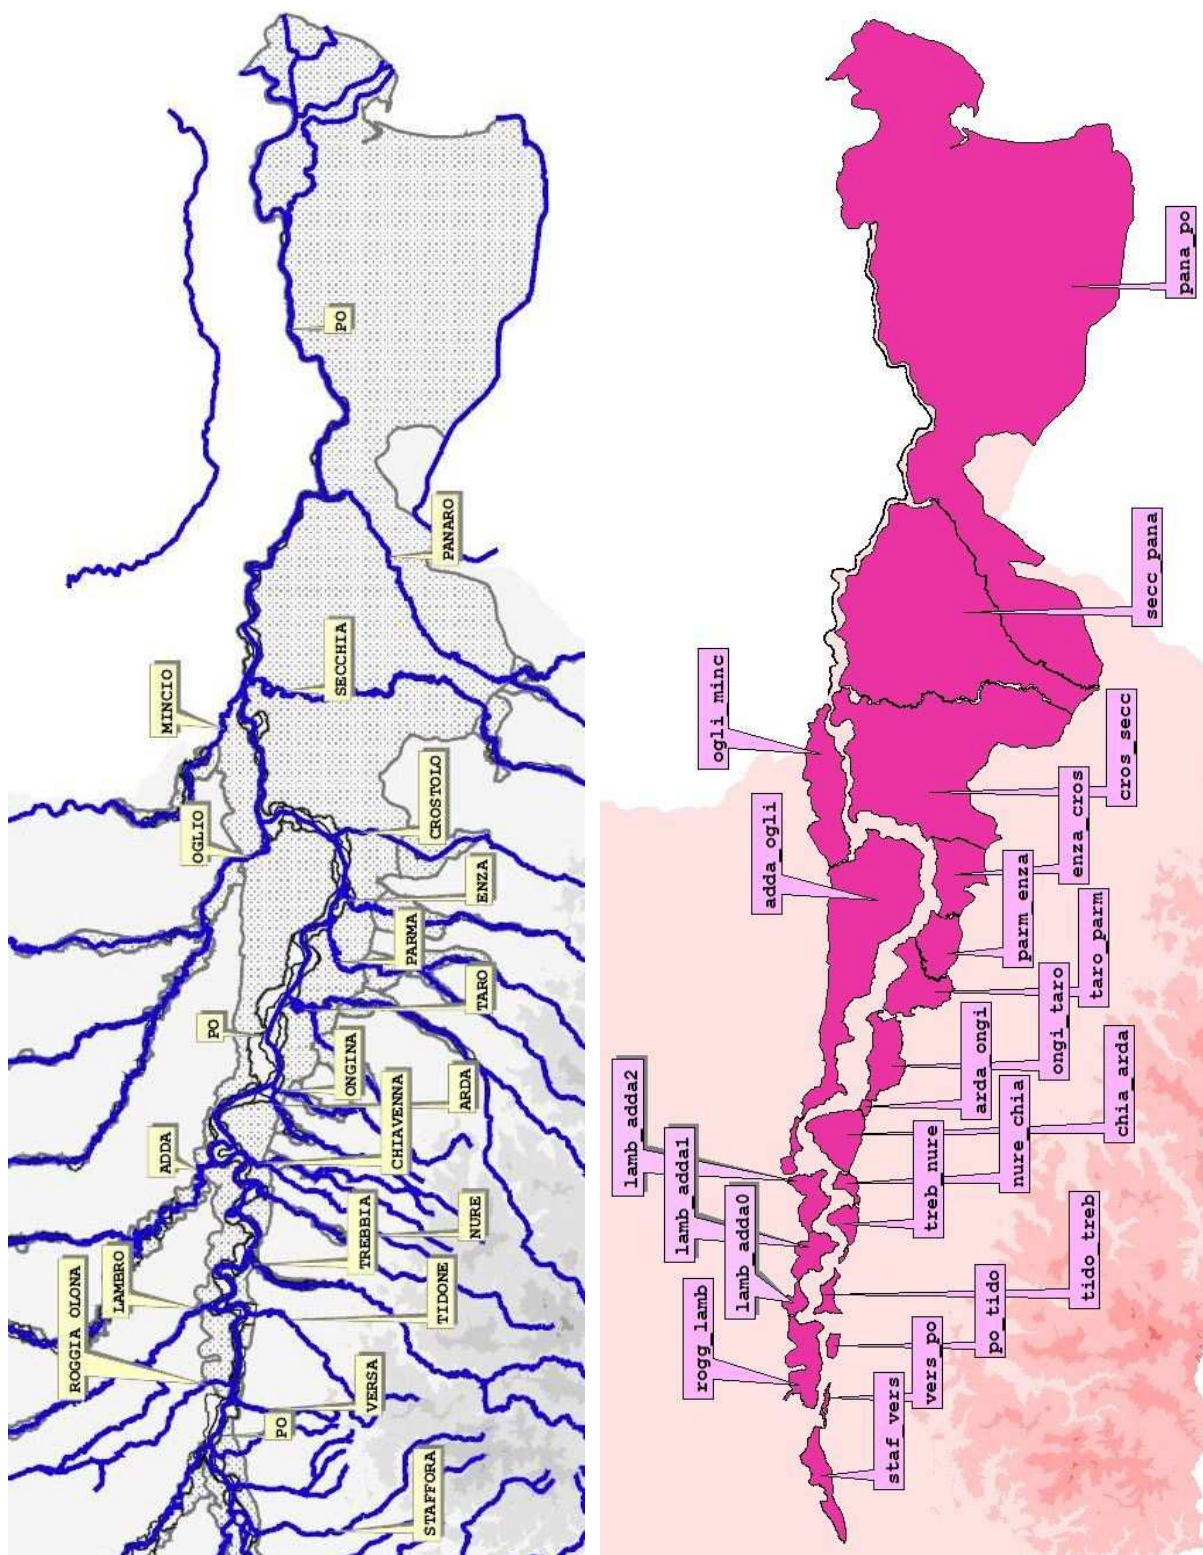 PO
PANARO
SECCHIA
MINCIO
CROSTOLO
OGLIO
ENZA
PARMA
TARO
PO
ONGINA
ARDA
CHIAVENNA
ADDA
NURE
TREBBIA
TIDONE
LAMBRO
ROGGIA OLONA
VERSA
PO
STAFFORA
pana_po
secc_pana
ogli_minc
cros_secc
enza_cros
adda_ogli
parm_enza
taro_parm
ongi_taro
arda_ongi
chia_arda
nure_chia
treb_nure
lamb_adda2
lamb_adda1
lamb_adda0
tido_treb
po_tido
rogg_lamb
vers_po
staf_vers